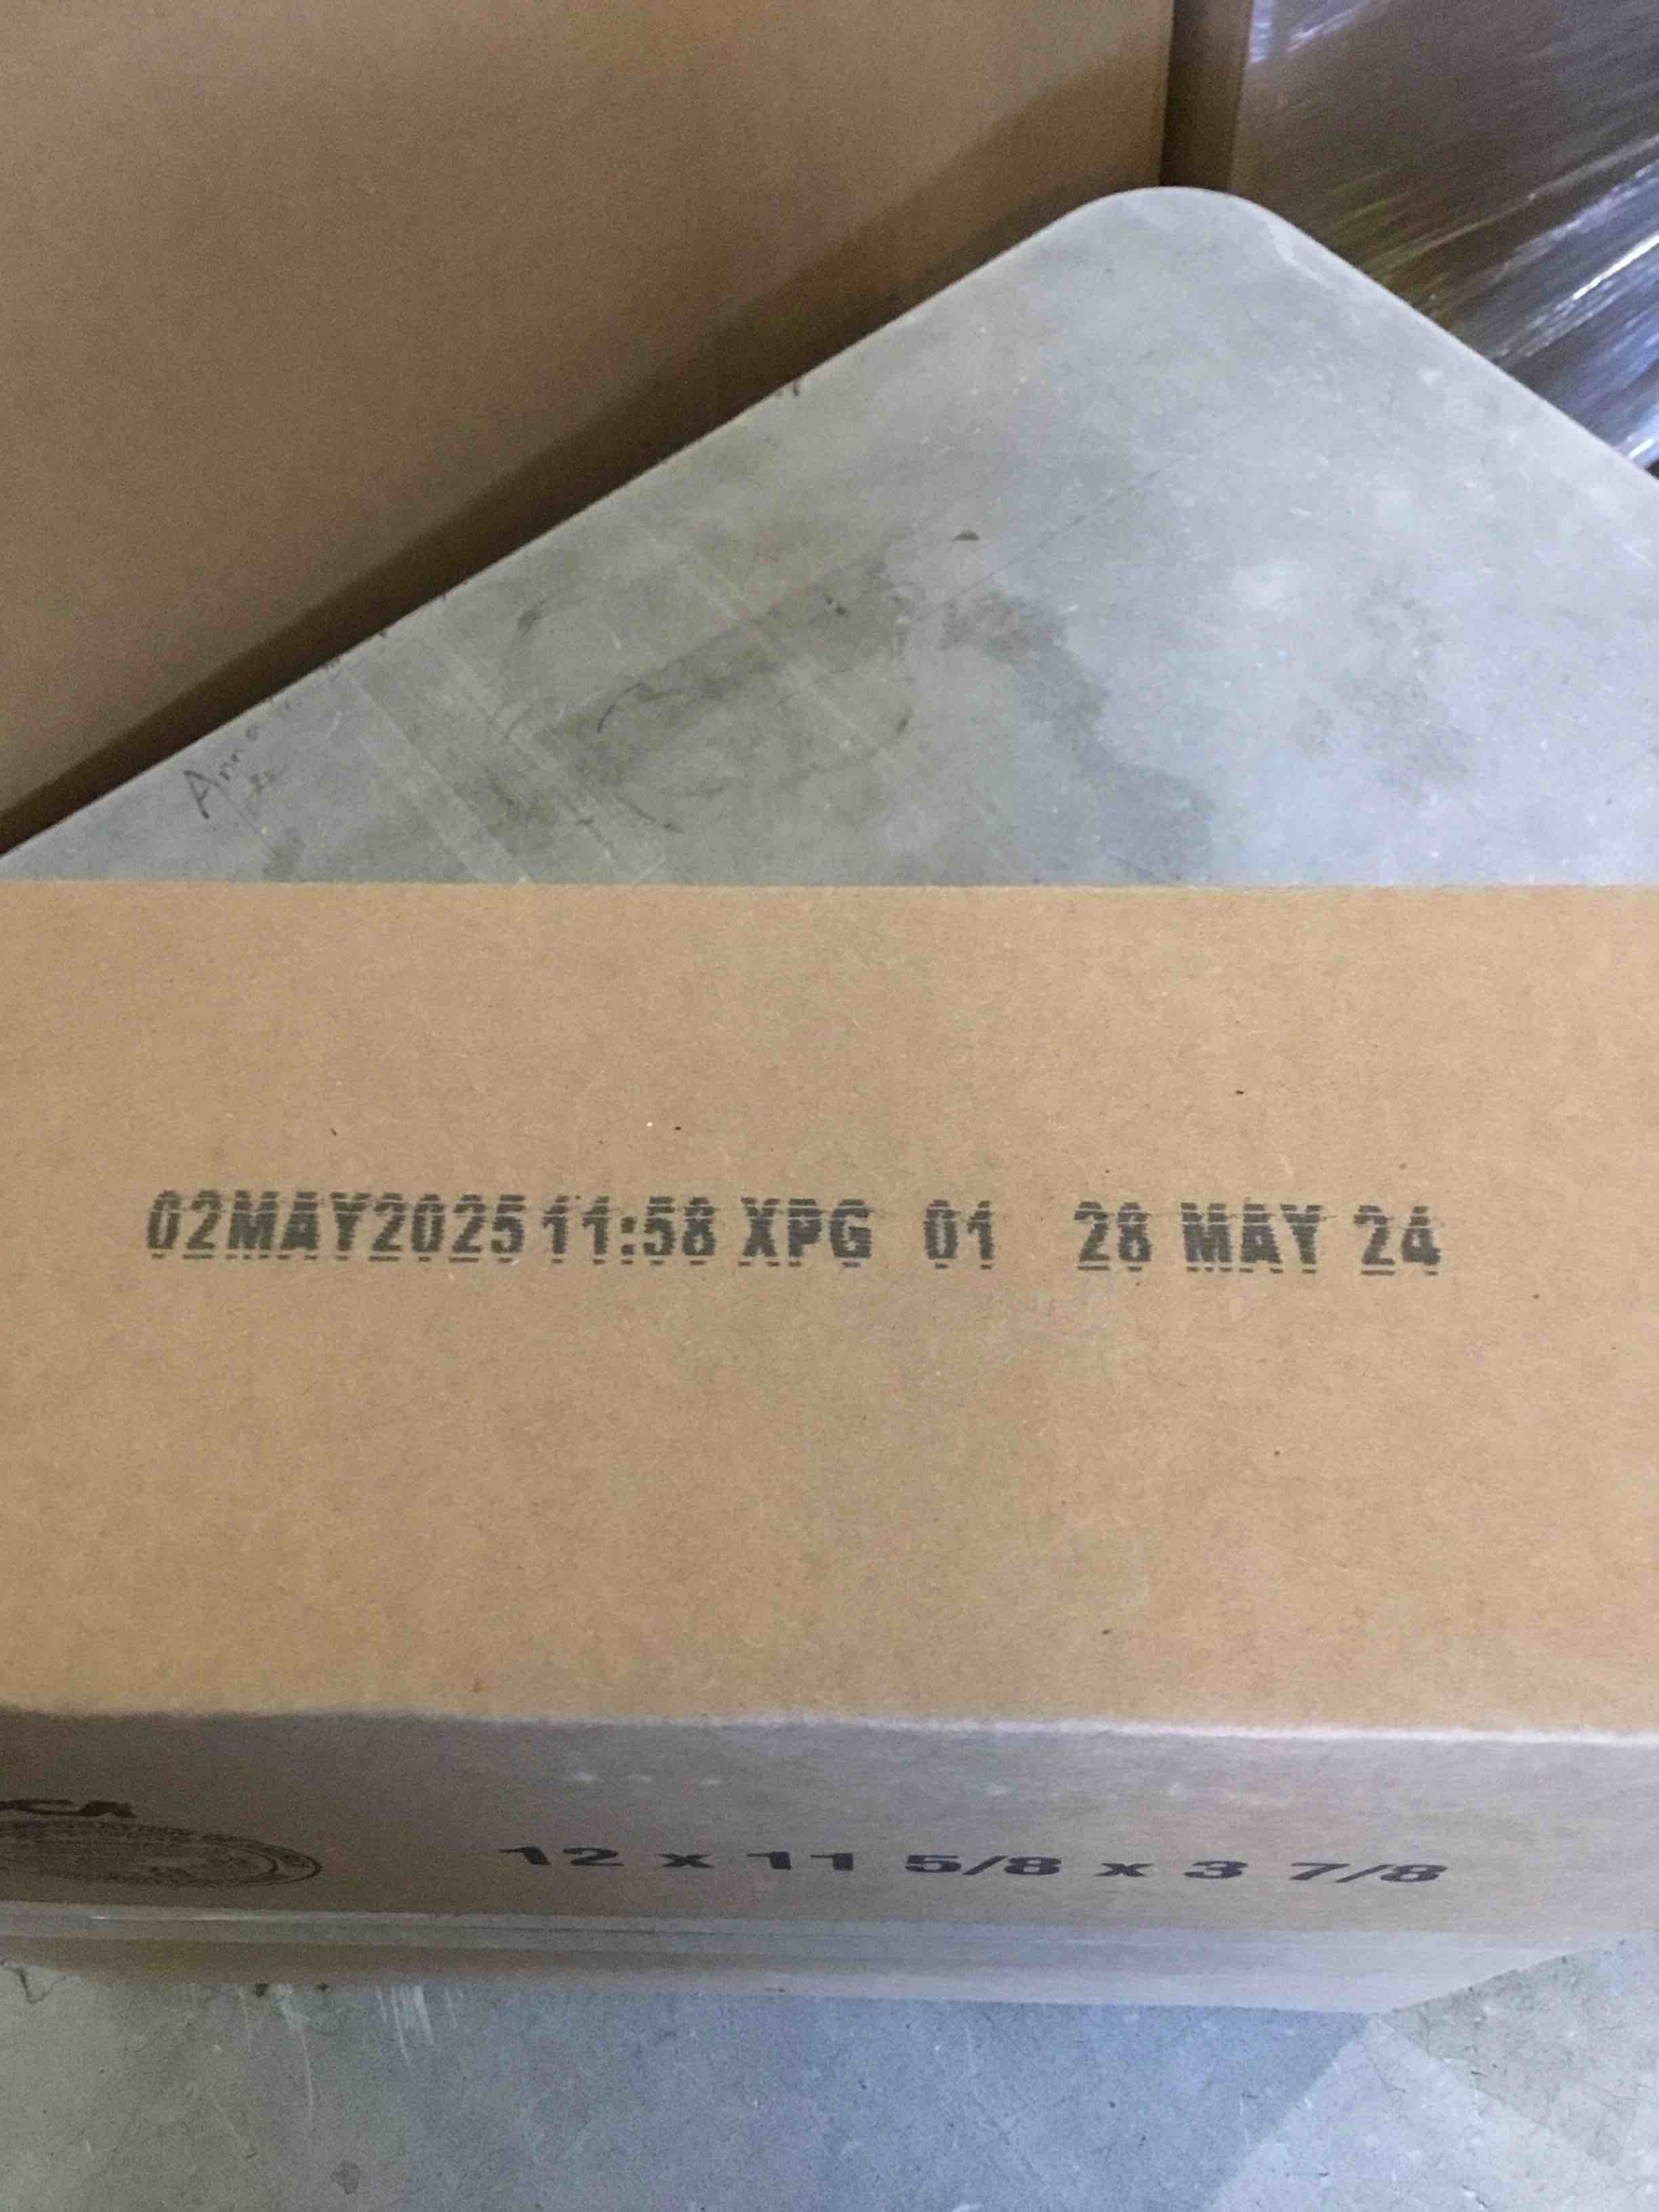 02MAY2025 11:58 XPG 01 28 MAY 24
12 x 11 5/8 x 3 7/8